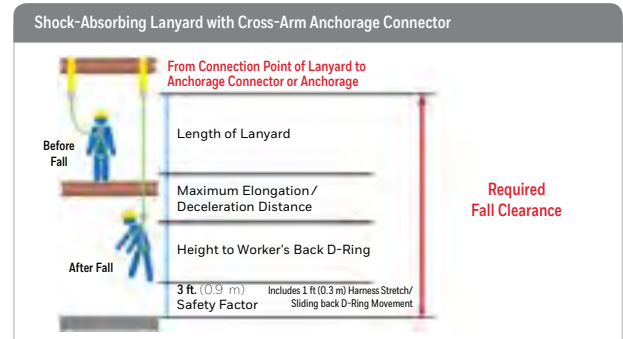 Shock-Absorbing Lanyard with Cross-Arm Anchorage Connector
From Connection Point of Lanyard to
Anchorage Connector or Anchorage
Before
Fall
Length of Lanyard
Maximum Elongation/
Deceleration Distance
Required
Fall Clearance
Height to Worker's Back D-Ring
After Fall
3 ft. (0.9 m)
Safety Factor
Includes 1 ft (0.3 m) Harness Stretch/
Sliding back D-Ring Movement